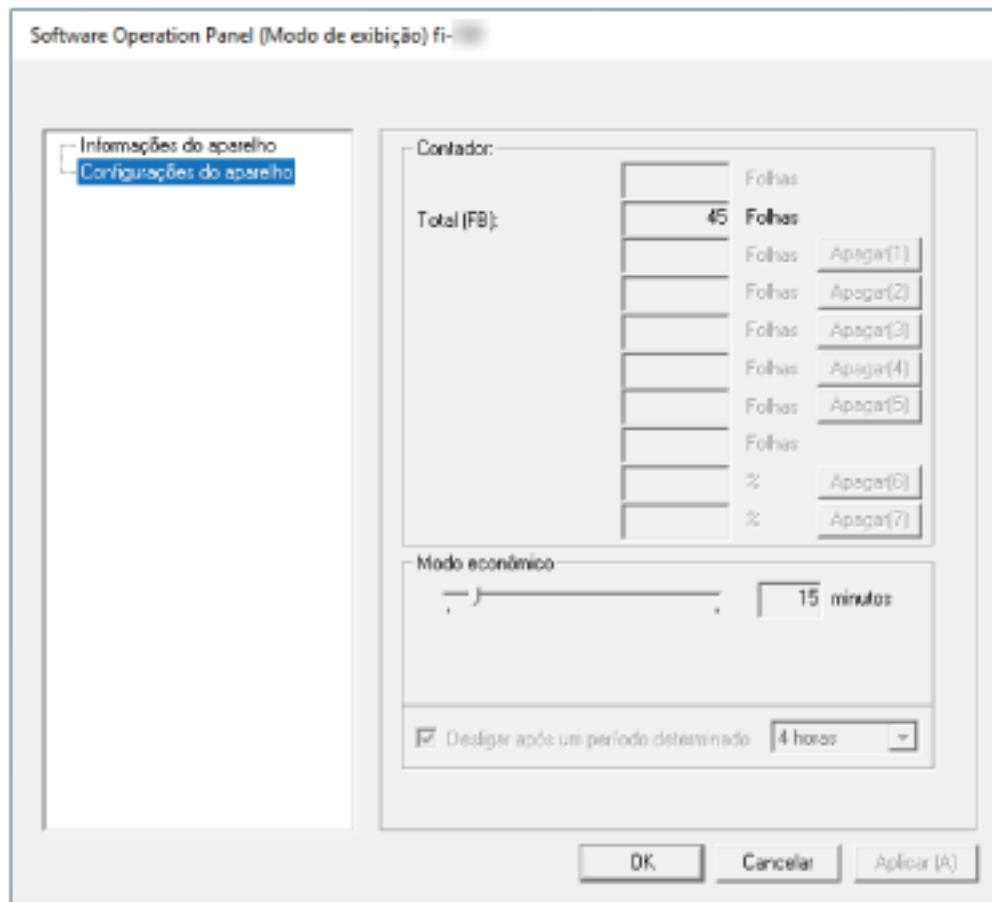 Software Operation Panel (Modo de exibição) fi-
Informações do aparelho
Configurações do aparelho
Contador:
Folhas
Total (FB): 45 Folhas
Folhas Apagar(1)
Folhas Apagar(2)
Folhas Apagar(3)
Folhas Apagar(4)
Folhas Apagar(5)
Folhas
% Apagar(6)
% Apagar(7)
Modo econômico
15 minutos
Desligar após um período determinado 4 horas
OK Cancelar Aplicar (A)